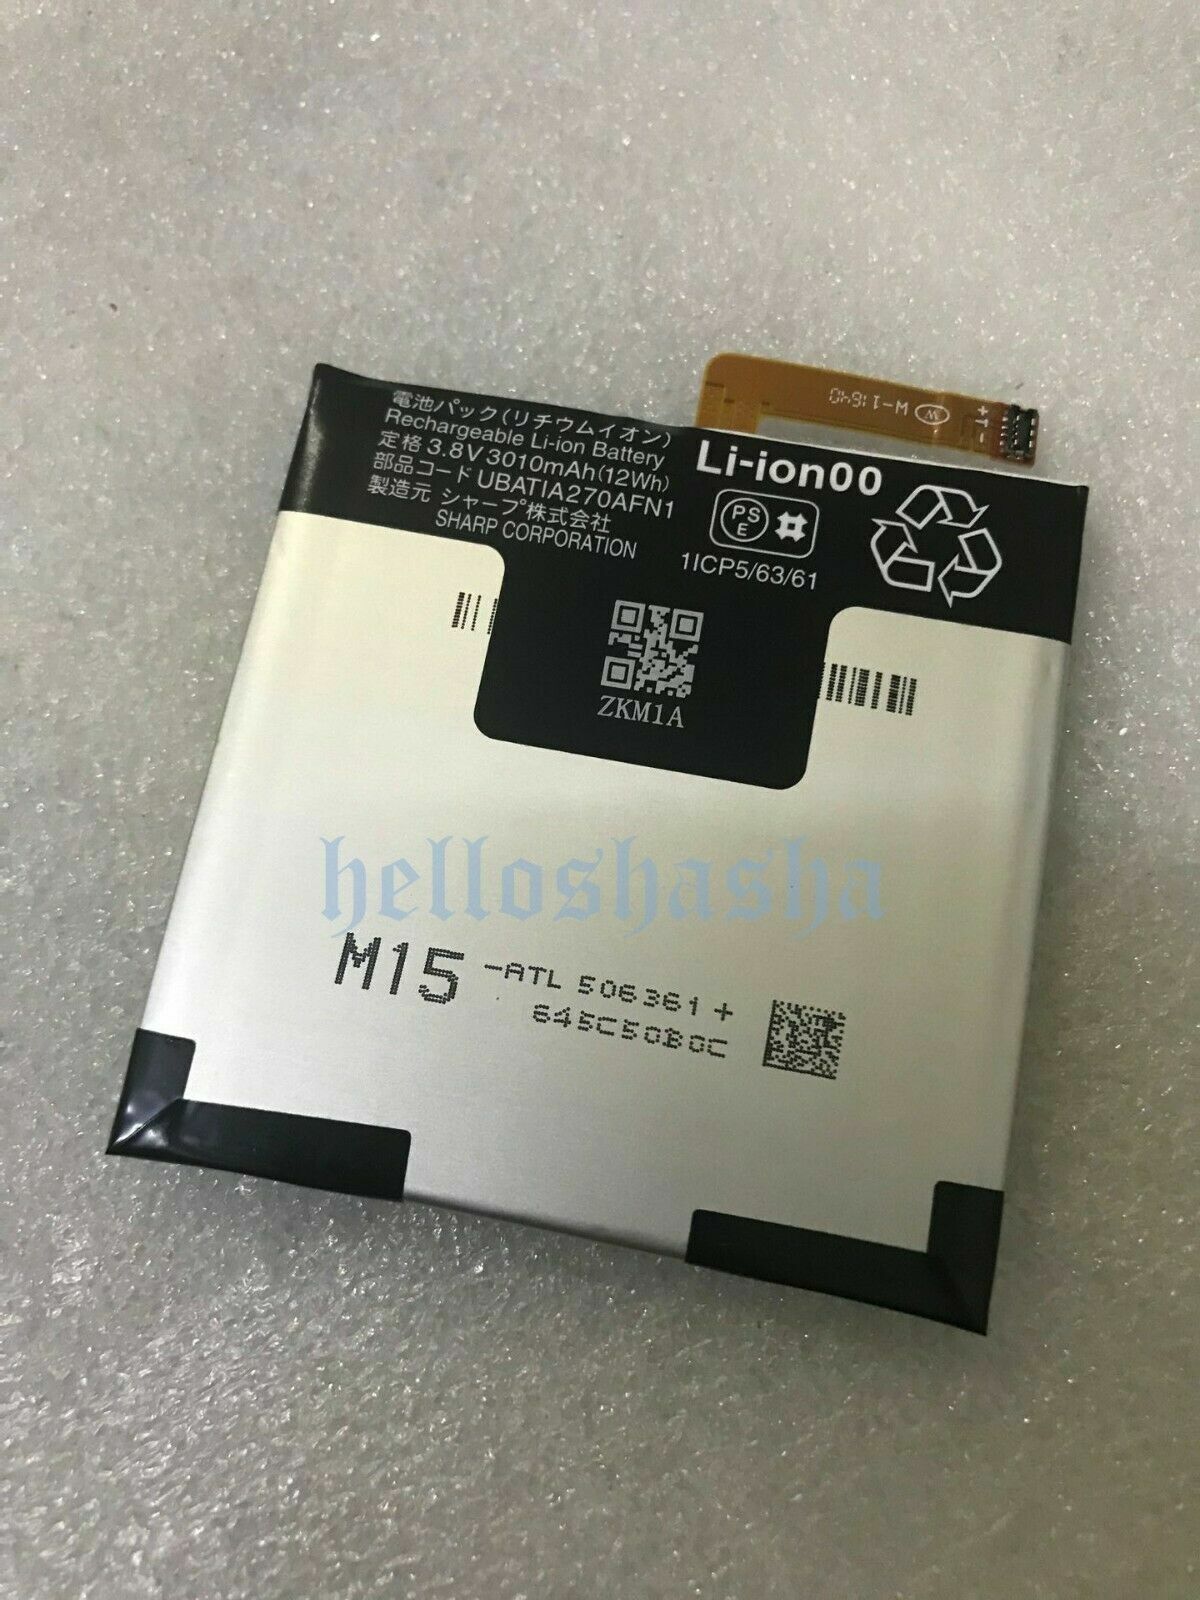 電池パック(リチウムイオン)
Rechargeable Li-ion Battery
定格 3.8V 3010mAh(12Wh)
部品コード UBATIA270AFN1
製造元 シャープ株式会社
SHARP CORPORATION
Li-ion00
PS
E
1ICP5/63/61
W-11640 W
+T-
ZKM1A
helloshasha
M15 -ATL 506361+
645C50B0C